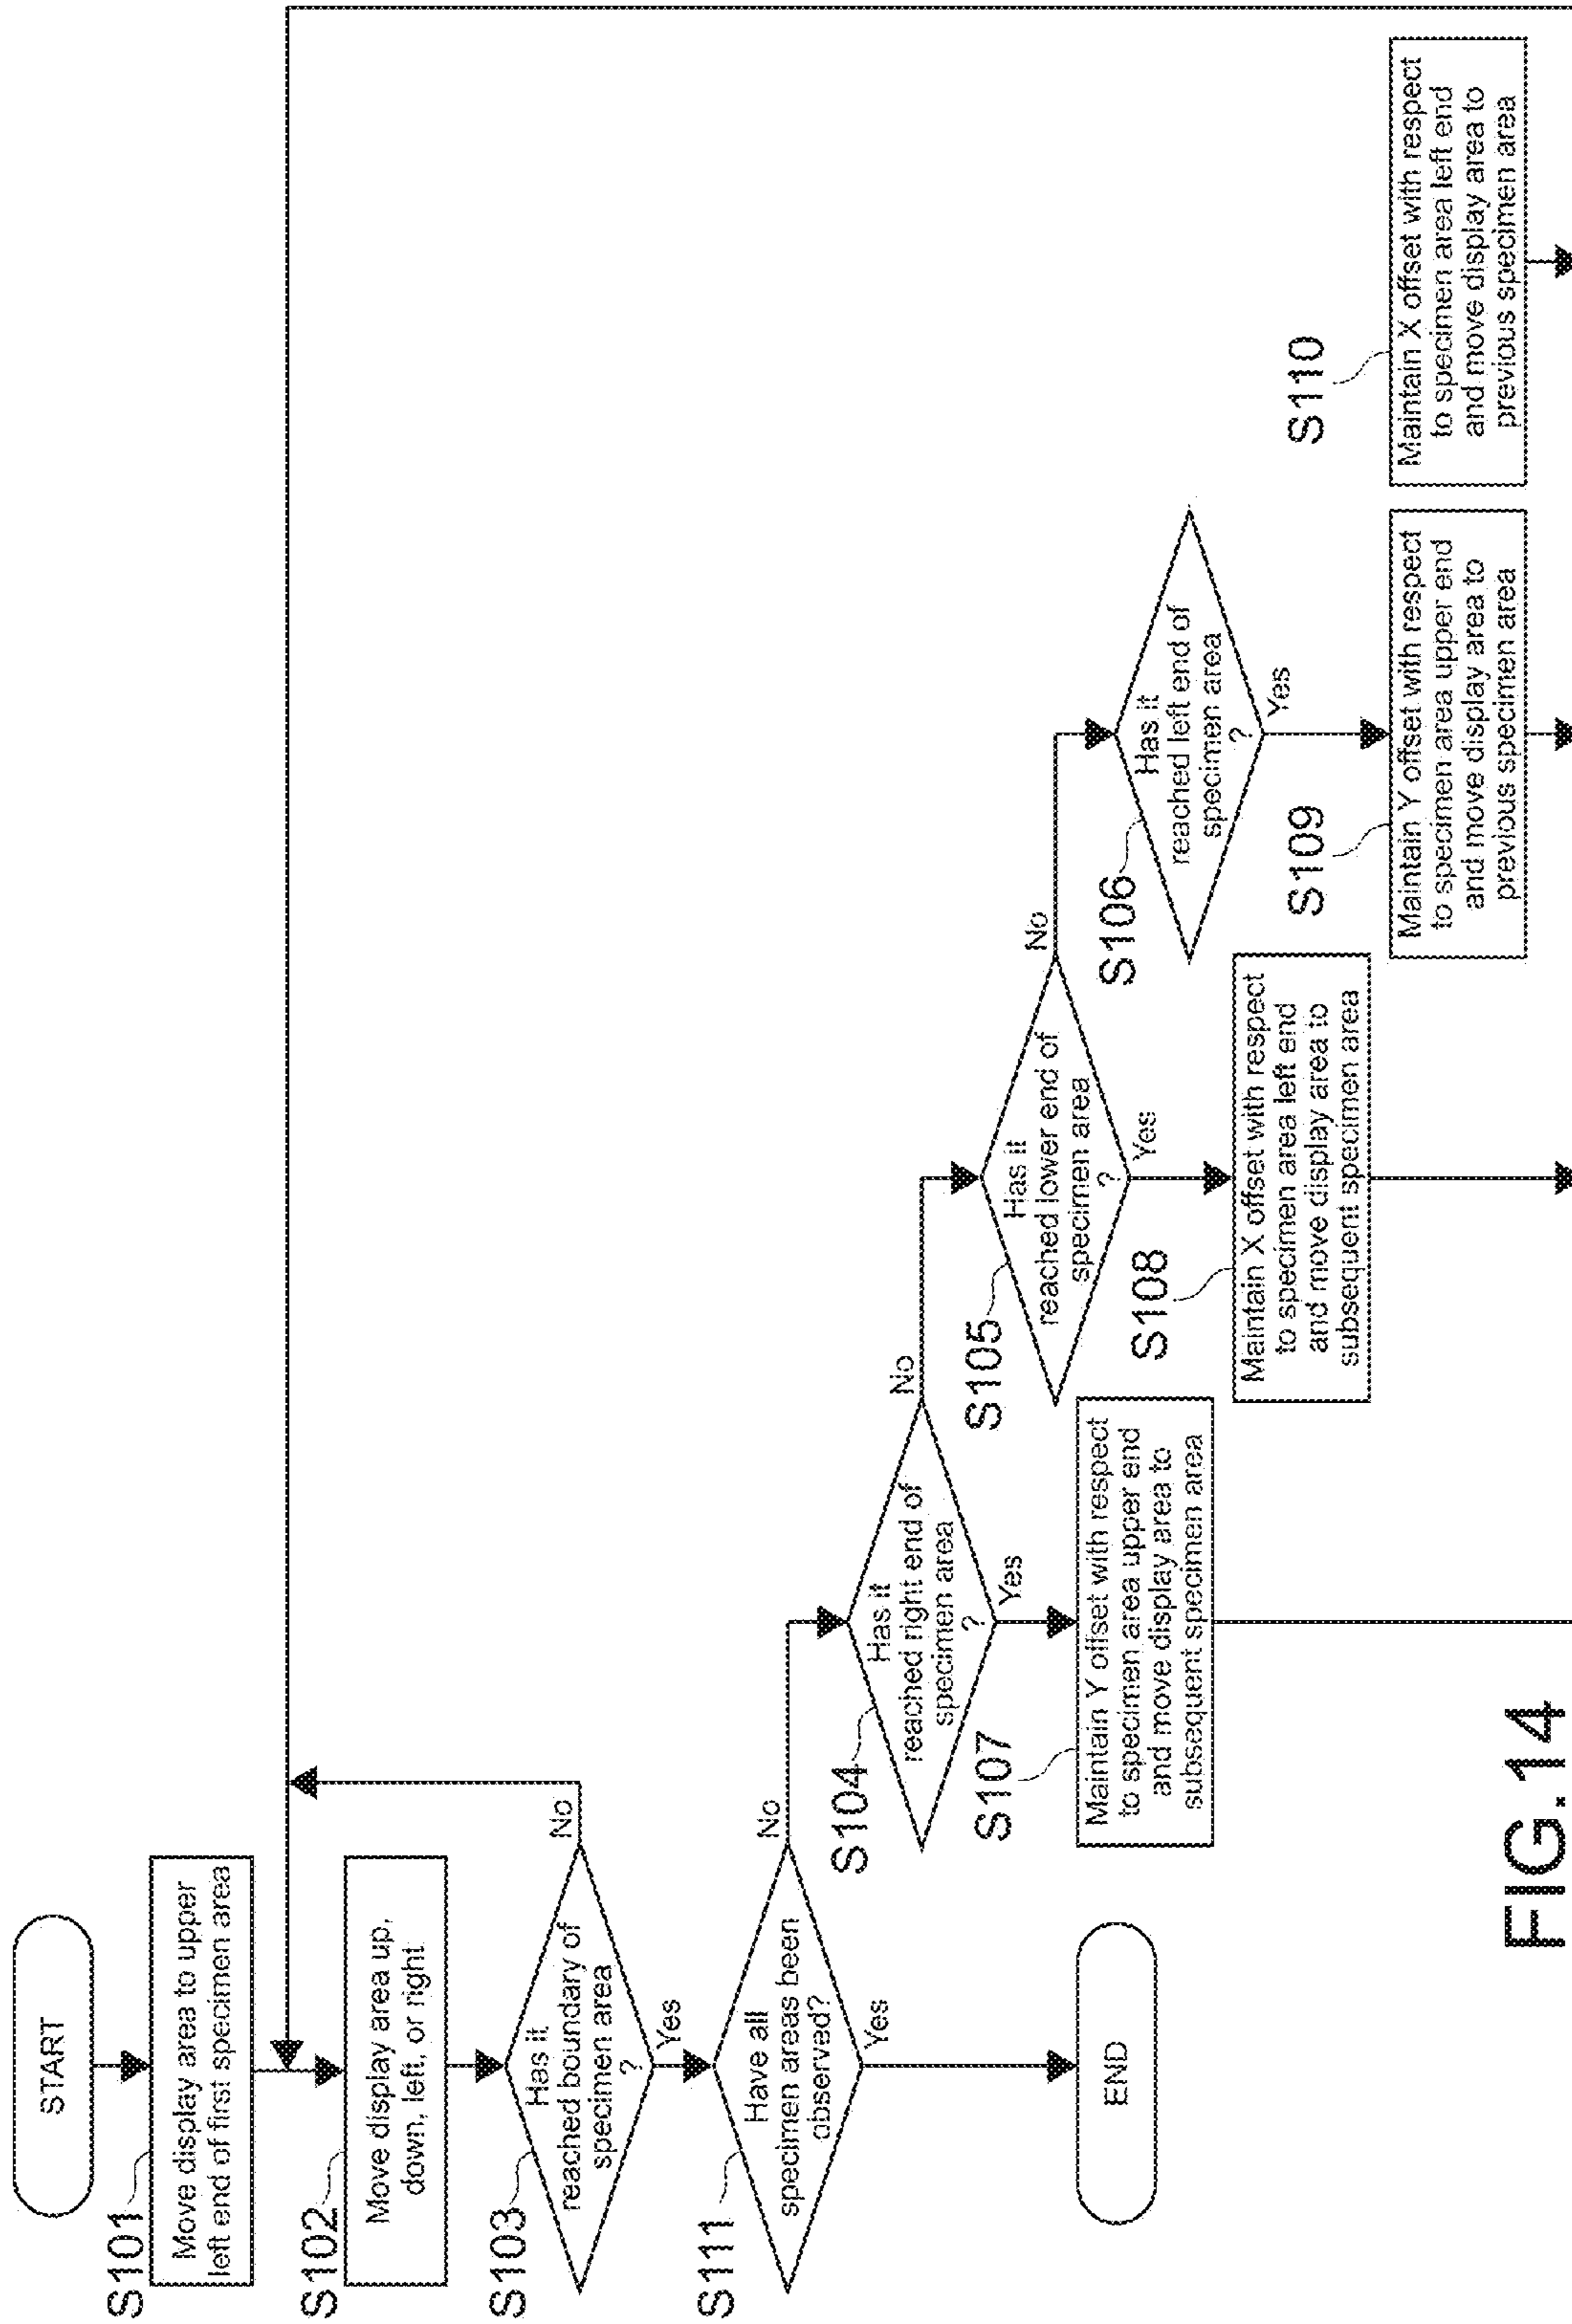 START
S101
Move display area to upper
left end of first specimen area
S102
Move display area up,
down, left, or right
S103
Has it
reached boundary of
specimen area
?
No
Yes
S111
Have all
specimen areas been
observed?
No
Yes
END
S104
Has it
reached right end of
specimen area
?
No
Yes
S107
Maintain Y offset with respect
to specimen area upper end
and move display area to
subsequent specimen area
S105
Has it
reached lower end of
specimen area
?
No
Yes
S108
Maintain X offset with respect
to specimen area left end
and move display area to
subsequent specimen area
S106
Has it
reached left end of
specimen area
?
Yes
S109
Maintain Y offset with respect
to specimen area upper end
and move display area to
previous specimen area
S110
Maintain X offset with respect
to specimen area left end
and move display area to
previous specimen area
FIG.14